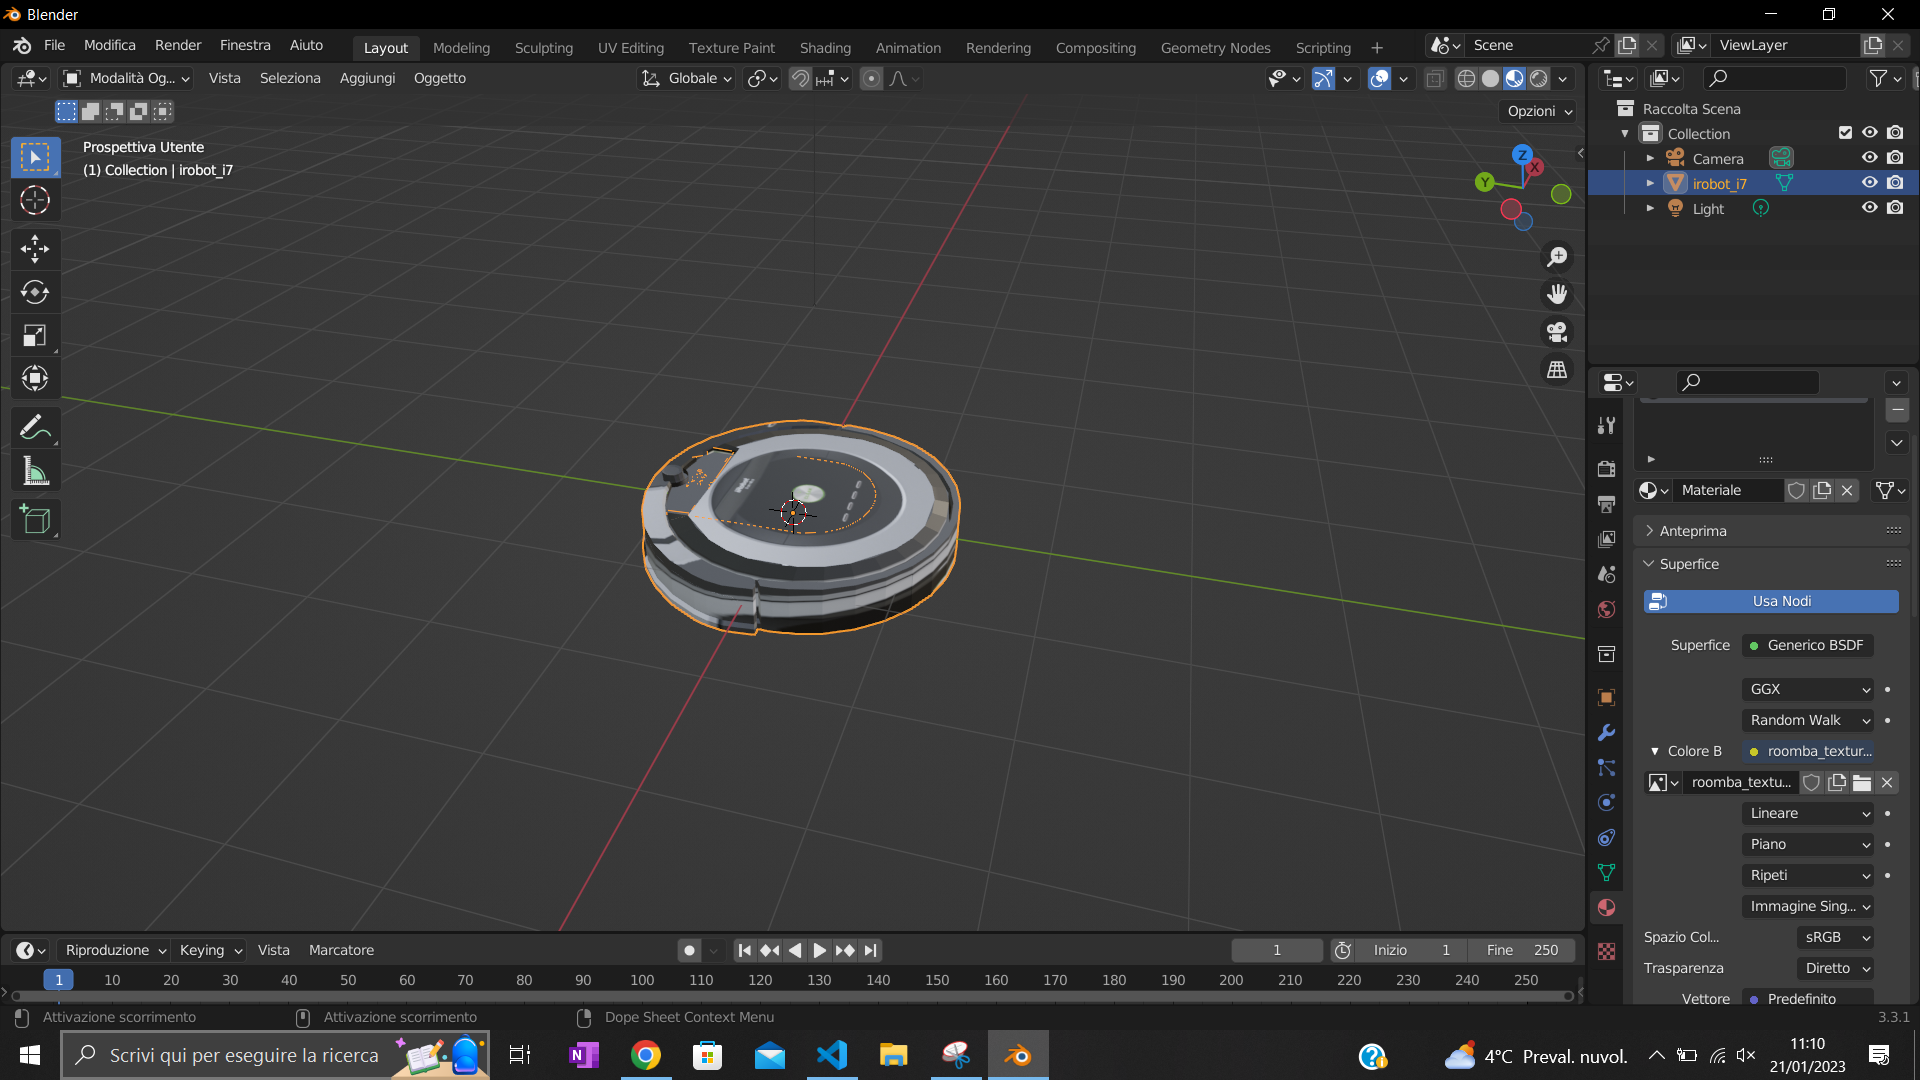 Blender
File Modifica Render Finestra Aiuto Layout Modeling Sculpting UV Editing Texture Paint Shading Animation Rendering Compositing Geometry Nodes Scripting Scene ViewLayer
Modalità Og... Vista Seleziona Aggiungi Oggetto Globale
Opzioni
Prospettiva Utente
(1) Collection | irobot_i7
Z
X
Y
Raccolta Scena
Collection
Camera
irobot_i7
Light
Materiale
Anteprima
Superfice
Usa Nodi
Superfice Generico BSDF
GGX
Random Walk
Colore B roomba_textur...
roomba_textu...
Lineare
Piano
Ripeti
Immagine Sing...
Spazio Col... sRGB
Trasparenza Diretto
Vettore Predefinito
Riproduzione Keying Vista Marcatore 1 Inizio 1 Fine 250
1 10 20 30 40 50 60 70 80 90 100 110 120 130 140 150 160 170 180 190 200 210 220 230 240 250
Attivazione scorrimento Attivazione scorrimento Dope Sheet Context Menu 3.3.1
Scrivi qui per eseguire la ricerca 4°C Preval. nuvol. 11:10
21/01/2023